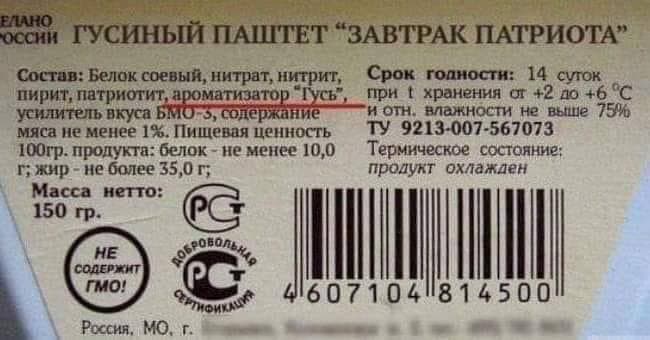 ЕЛАНО
РОССИИ
ГУСИНЫЙ ПАШТЕТ “ЗАВТРАК ПАТРИОТА”
Состав: Белок соевый, нитрат, нитрит,
пирит, патриотит, ароматизатор “Гусь”,
усилитель вкуса БМО-3, содержание
мяса не менее 1%. Пищевая ценность
100гр. продукта: белок - не менее 10,0
г; жир - не более 35,0 г;
Масса нетто:
150 гр.
Срок годности: 14 суток
при t хранения от +2 до +6 °С
и отн. влажности не выше 75%
ТУ 9213-007-567073
Термическое состояние:
продукт охлажден
РСТ
НЕ
СОДЕРЖИТ
ГМО!
ДОБРОВОЛЬНАЯ
РСТ
СЕРТИФИКАЦИЯ
4 607104 814500
Россия, МО, г.